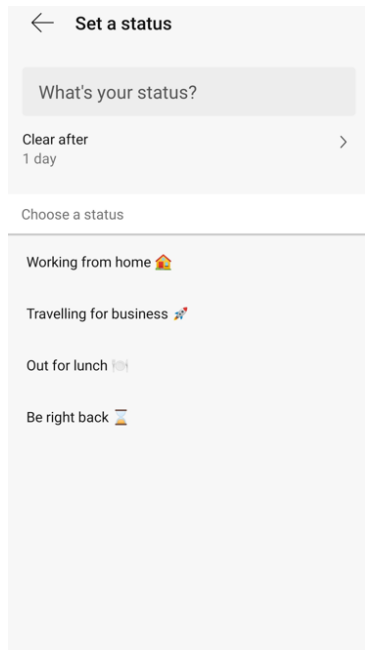 Set a status
What's your status?
Clear after
1 day
Choose a status
Working from home 🏠
Travelling for business 🚀
Out for lunch 🍽️
Be right back ⏳